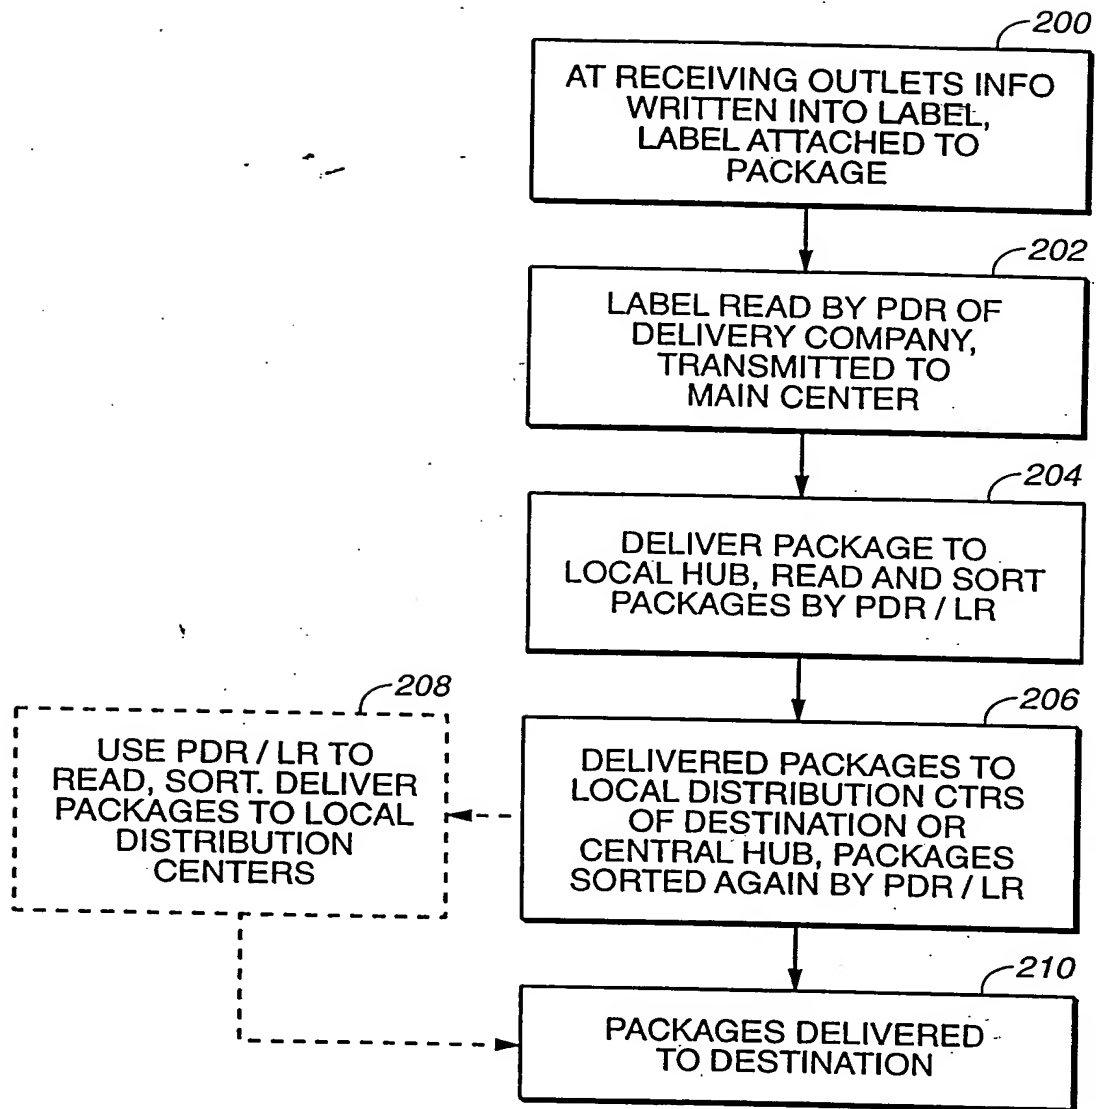 200
AT RECEIVING OUTLETS INFO
WRITTEN INTO LABEL,
LABEL ATTACHED TO
PACKAGE
202
LABEL READ BY PDR OF
DELIVERY COMPANY,
TRANSMITTED TO
MAIN CENTER
204
DELIVER PACKAGE TO
LOCAL HUB, READ AND SORT
PACKAGES BY PDR / LR
206
DELIVERED PACKAGES TO
LOCAL DISTRIBUTION CTRS
OF DESTINATION OR
CENTRAL HUB, PACKAGES
SORTED AGAIN BY PDR / LR
208
USE PDR / LR TO
READ, SORT. DELIVER
PACKAGES TO LOCAL
DISTRIBUTION
CENTERS
210
PACKAGES DELIVERED
TO DESTINATION